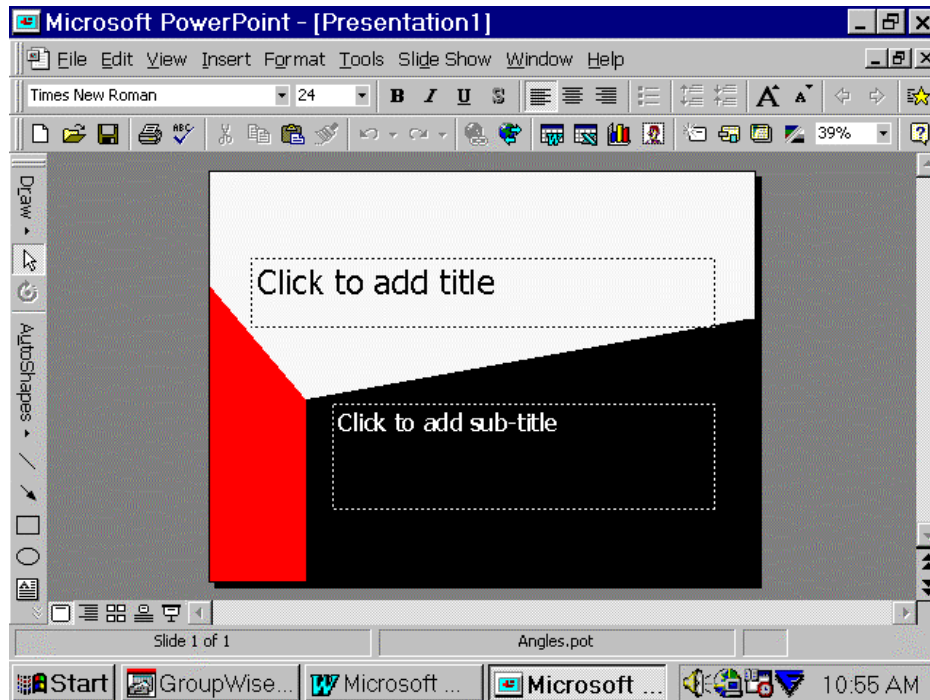 Microsoft PowerPoint - [Presentation1]
File Edit View Insert Format Tools Slide Show Window Help
Times New Roman 24 B I U S A A
ABC 39% ?
Draw
AutoShapes
Click to add title
Click to add sub-title
Slide 1 of 1 Angles.pot
Start GroupWise... Microsoft ... Microsoft ... 10:55 AM